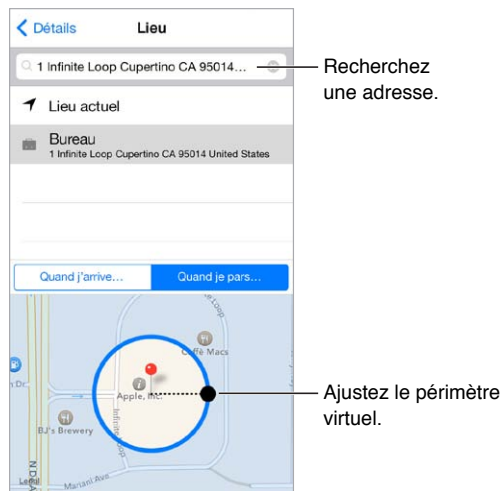 Détails
Lieu
1 Infinite Loop Cupertino CA 95014...
Recherchez
une adresse.
Lieu actuel
Bureau
1 Infinite Loop Cupertino CA 95014 United States
Quand j'arrive...
Quand je pars...
Loop
Caffè Macs
Apple, Inc.
n Dr
Infinite Loop
BJ's Brewery
Mariani Ave
N D
Legal
Ajustez le périmètre
virtuel.